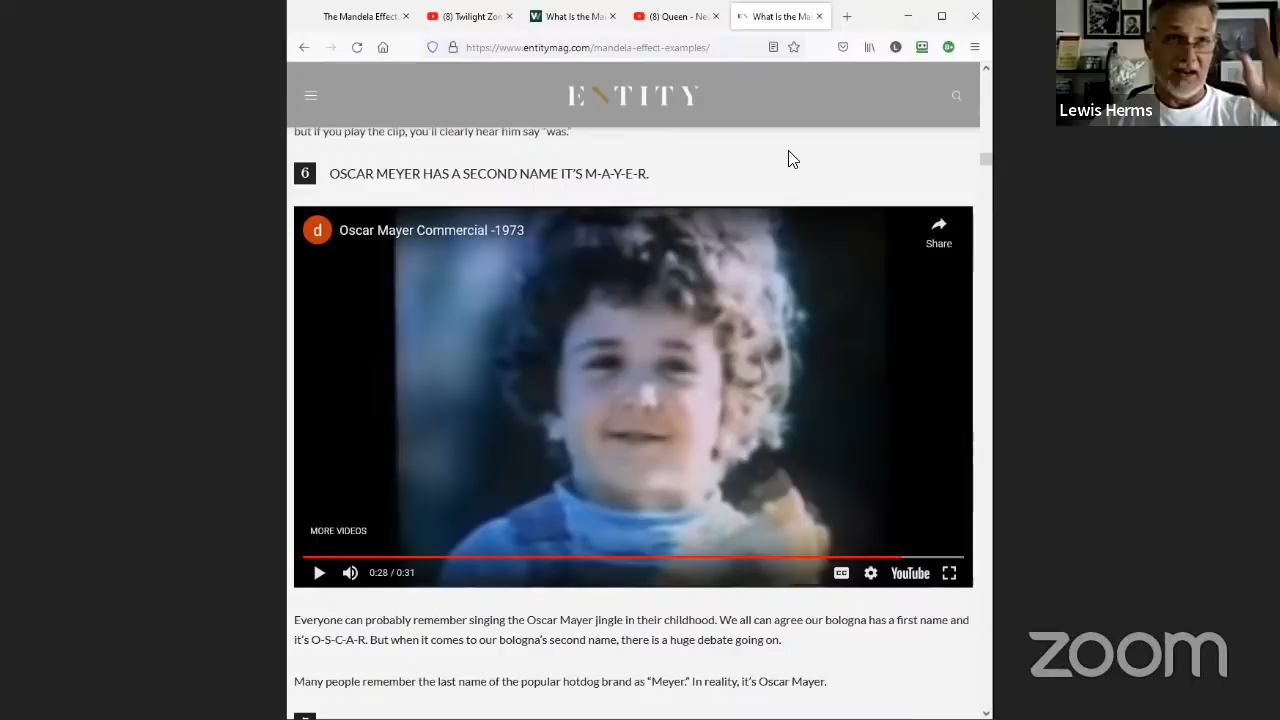 The Mandela Effect.
(8) Twilight Zon
What Is the Ma
(8) Queen - Ne
What Is the Ma
https://www.entitymag.com/mandela-effect-examples/
Lewis Herms
ENTITY
but if you play the clip, you'll clearly hear him say "was."
6 OSCAR MEYER HAS A SECOND NAME IT'S M-A-Y-E-R.
d Oscar Mayer Commercial -1973
Share
MORE VIDEOS
0:28 / 0:31
CC YouTube
Everyone can probably remember singing the Oscar Mayer jingle in their childhood. We all can agree our bologna has a first name and
it's O-S-C-A-R. But when it comes to our bologna's second name, there is a huge debate going on.
Many people remember the last name of the popular hotdog brand as "Meyer." In reality, it's Oscar Mayer.
zoom